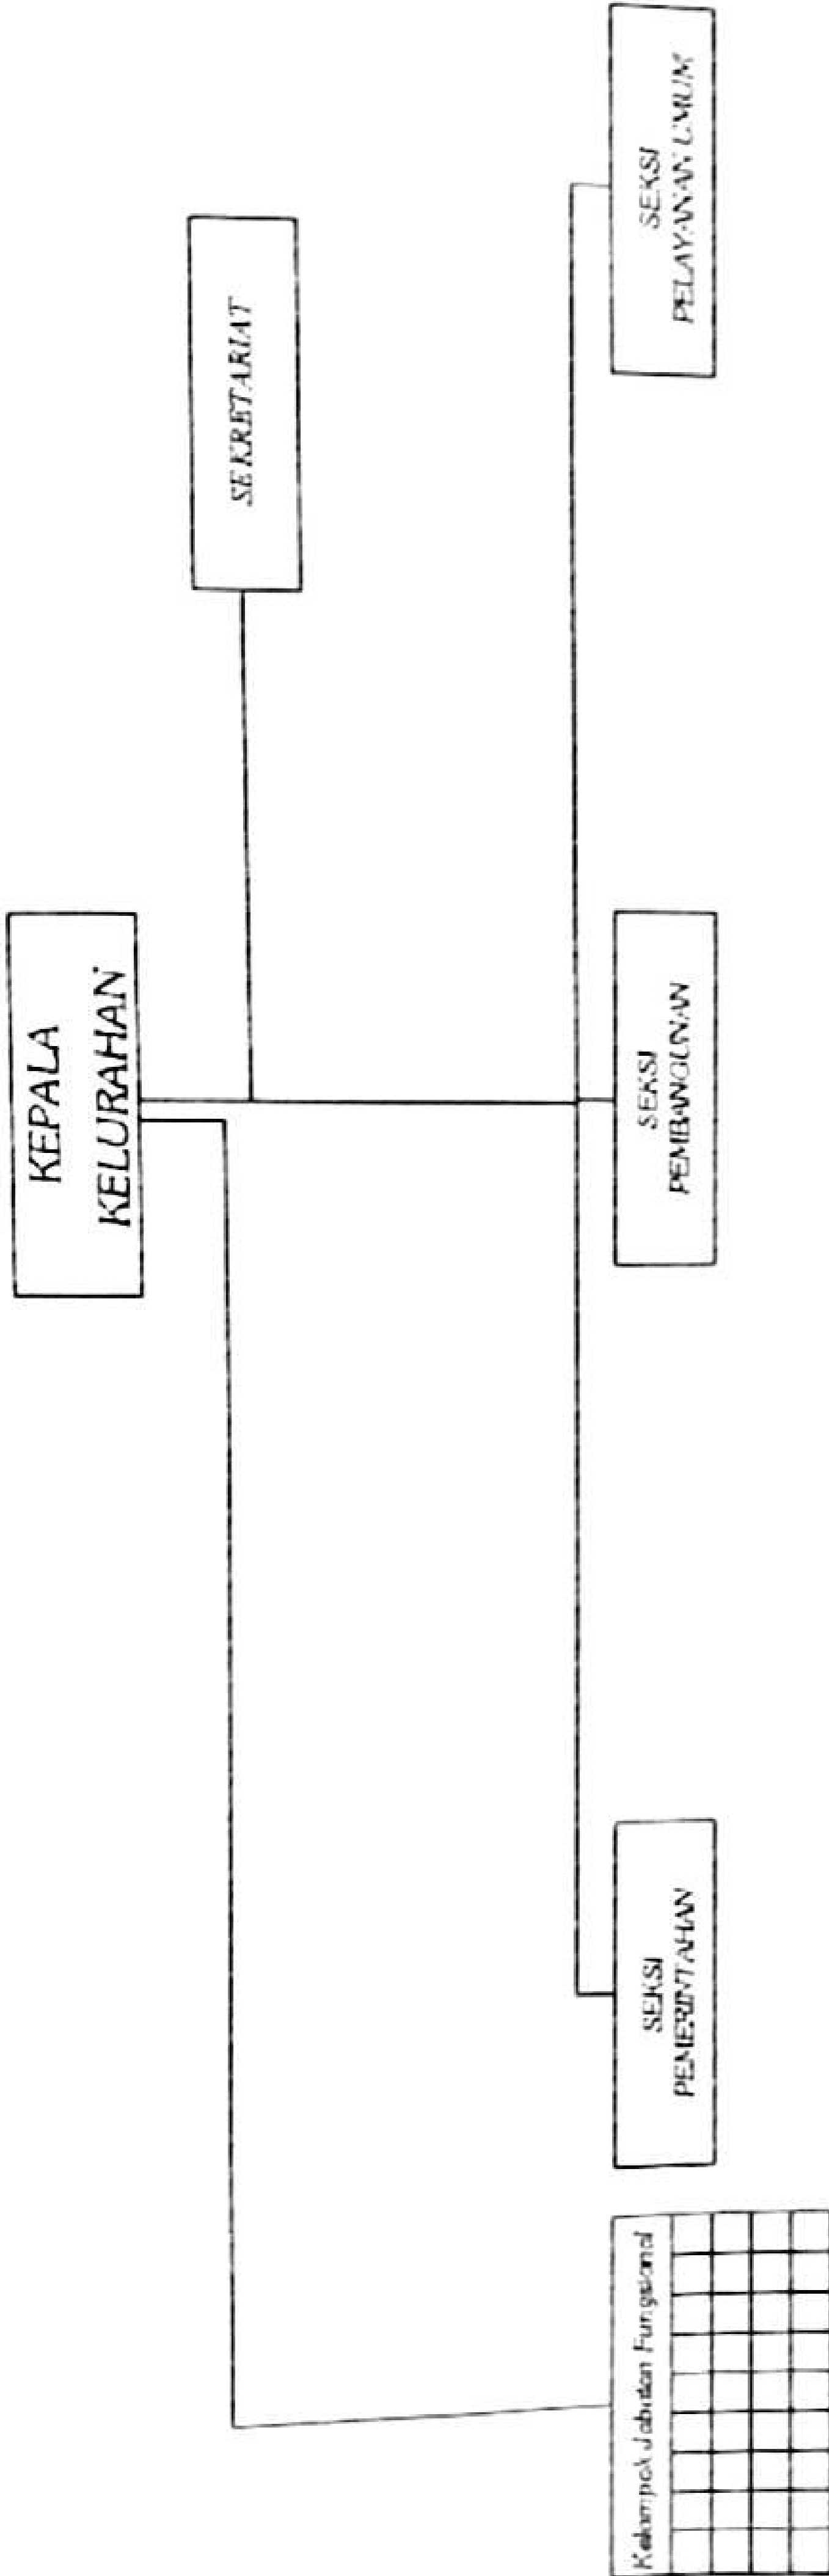 KEPALA
KELURAHAN
SEKRETARIAT
Kelompok Jabatan Fungsional
SEKSI
PEMERINTAHAN
SEKSI
PEMBANGUNAN
SEKSI
PELAYANAN UMUM